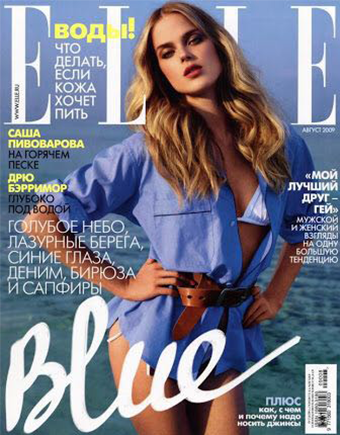 ELLE
WWW.ELLE.RU
ВОДЫ!
ЧТО
ДЕЛАТЬ,
ЕСЛИ
КОЖА
ХОЧЕТ
ПИТЬ
АВГУСТ 2009
САША
ПИВОВАРОВА
НА ГОРЯЧЕМ
ПЕСКЕ
ДРЮ
БЭРРИМОР
ГЛУБОКО
ПОД ВОДОЙ
«МОЙ
ЛУЧШИЙ
ДРУГ –
ГЕЙ»
МУЖСКОЙ
И ЖЕНСКИЙ
ВЗГЛЯДЫ
НА ОДНУ
БОЛЬШУЮ
ТЕНДЕНЦИЮ
ГОЛУБОЕ НЕБО,
ЛАЗУРНЫЕ БЕРЕГА,
СИНИЕ ГЛАЗА,
ДЕНИМ, БИРЮЗА
И САПФИРЫ
Blue
ПЛЮС
как, с чем
и почему надо
носить джинсы